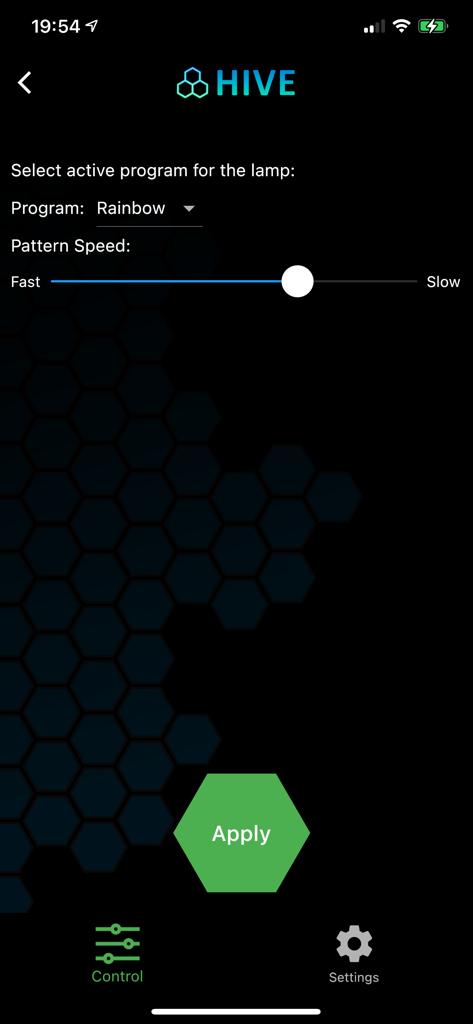 19:54
HIVE
Select active program for the lamp:
Program: Rainbow
Pattern Speed:
Fast Slow
Apply
Control Settings